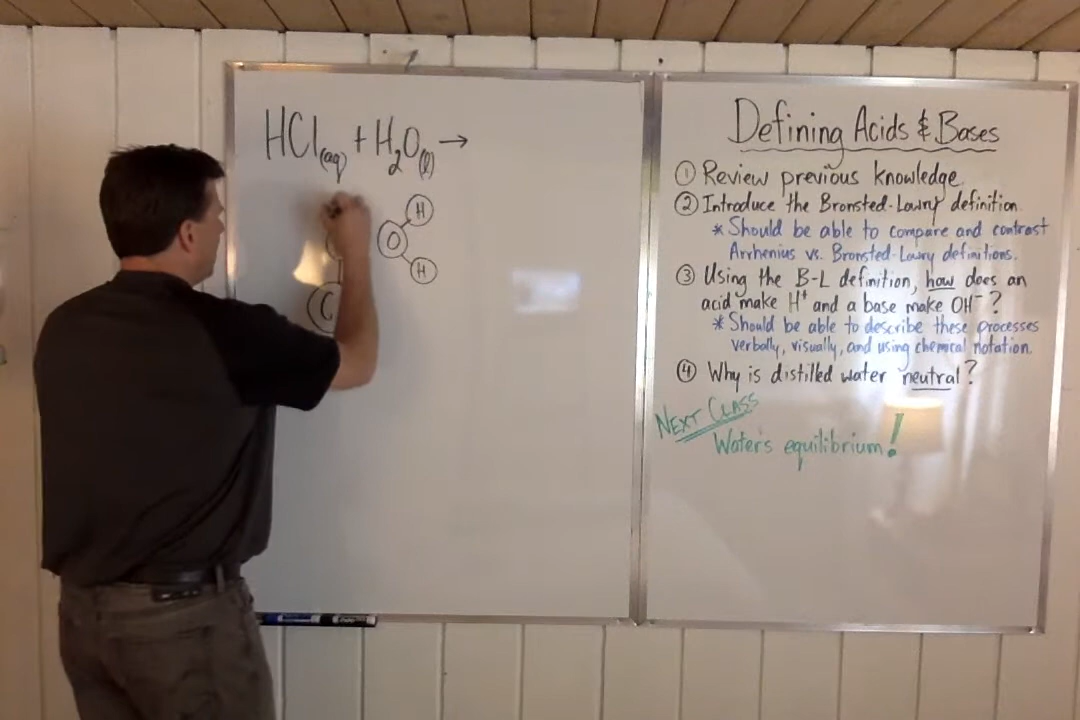 HCl(aq) + H₂O(l) →
H
O
H
C
Defining Acids & Bases
① Review previous knowledge
② Introduce the Bronsted-Lowry definition.
* Should be able to compare and contrast
Arrhenius vs. Bronsted-Lowry definitions.
③ Using the B-L definition, how does an
acid make H⁺ and a base make OH⁻?
* Should be able to describe these processes
verbally, visually, and using chemical notation.
④ Why is distilled water neutral?
NEXT CLASS
Water's equilibrium!